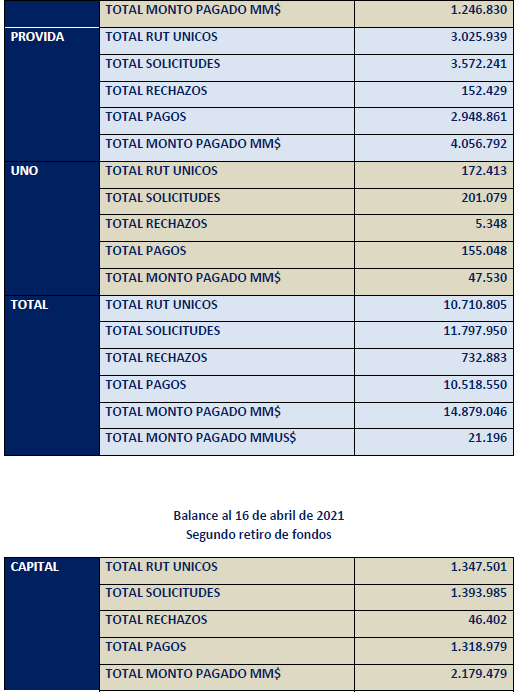 TOTAL MONTO PAGADO MM$ 1.246.830
PROVIDA TOTAL RUT UNICOS 3.025.939
TOTAL SOLICITUDES 3.572.241
TOTAL RECHAZOS 152.429
TOTAL PAGOS 2.948.861
TOTAL MONTO PAGADO MM$ 4.056.792
UNO TOTAL RUT UNICOS 172.413
TOTAL SOLICITUDES 201.079
TOTAL RECHAZOS 5.348
TOTAL PAGOS 155.048
TOTAL MONTO PAGADO MM$ 47.530
TOTAL TOTAL RUT UNICOS 10.710.805
TOTAL SOLICITUDES 11.797.950
TOTAL RECHAZOS 732.883
TOTAL PAGOS 10.518.550
TOTAL MONTO PAGADO MM$ 14.879.046
TOTAL MONTO PAGADO MMUS$ 21.196
Balance al 16 de abril de 2021
Segundo retiro de fondos
CAPITAL TOTAL RUT UNICOS 1.347.501
TOTAL SOLICITUDES 1.393.985
TOTAL RECHAZOS 46.402
TOTAL PAGOS 1.318.979
TOTAL MONTO PAGADO MM$ 2.179.479